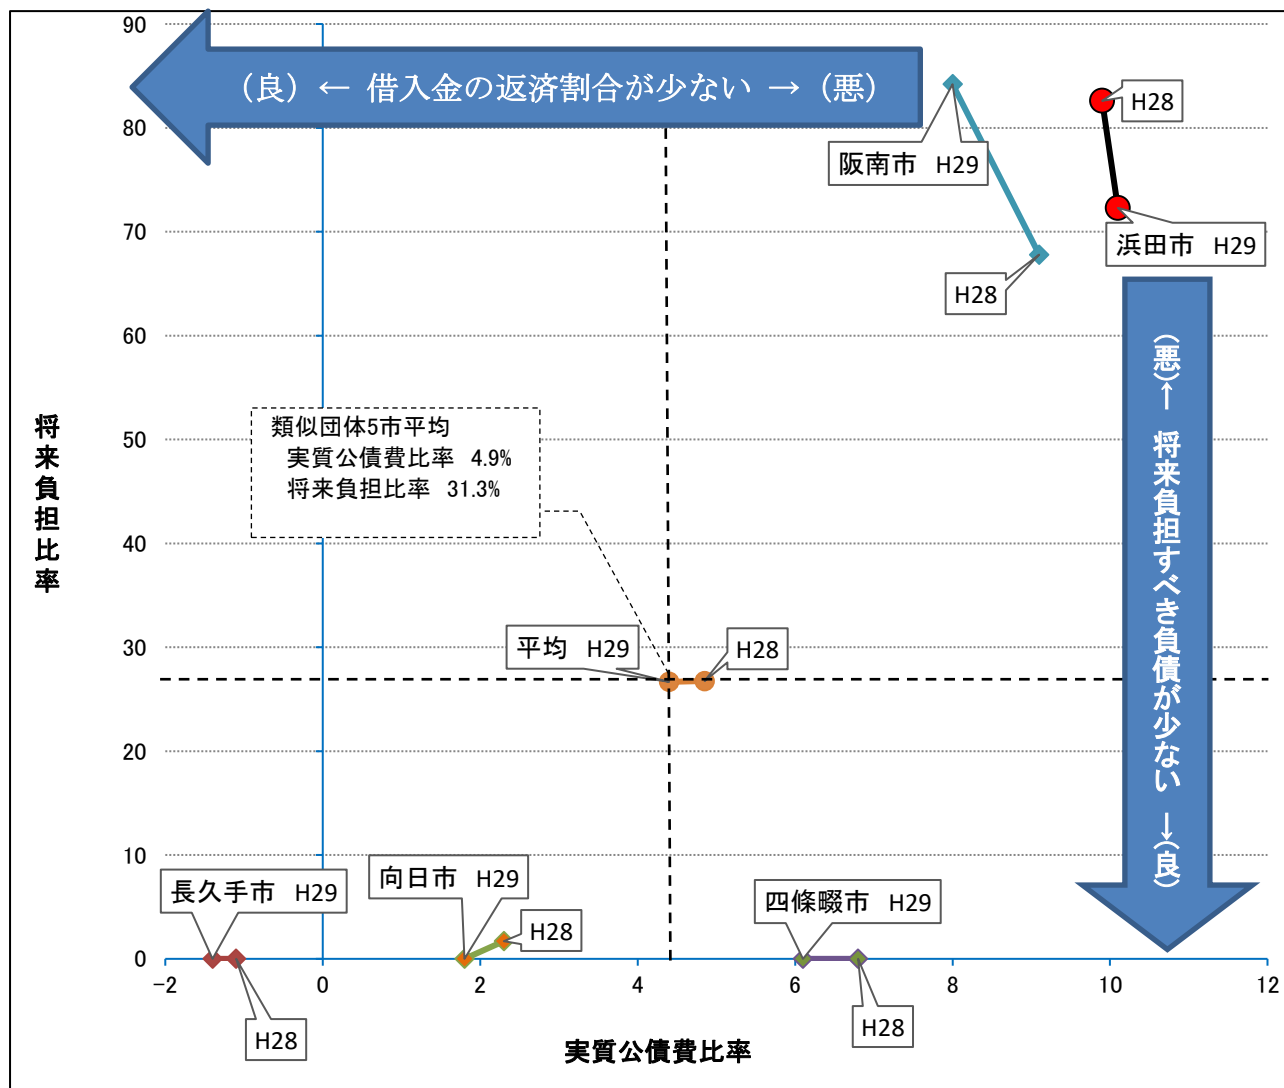 90
80
70
60
50
40
30
20
10
0
(良) ← 借入金の返済割合が少ない → (悪)
H28
阪南市 H29
浜田市 H29
H28
(悪)← 将来負担すべき負債が少ない →(良)
将来負担比率
類似団体5市平均
実質公債費比率 4.9%
将来負担比率 31.3%
平均 H29
H28
長久手市 H29
H28
向日市 H29
H28
四條畷市 H29
H28
-2
0
2
4
6
8
10
12
実質公債費比率